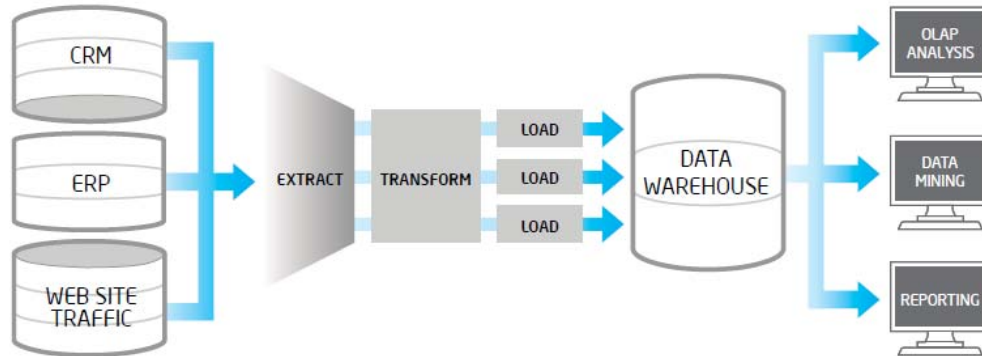 CRM
ERP
WEB SITE
TRAFFIC
EXTRACT
TRANSFORM
LOAD
LOAD
LOAD
DATA
WAREHOUSE
OLAP
ANALYSIS
DATA
MINING
REPORTING